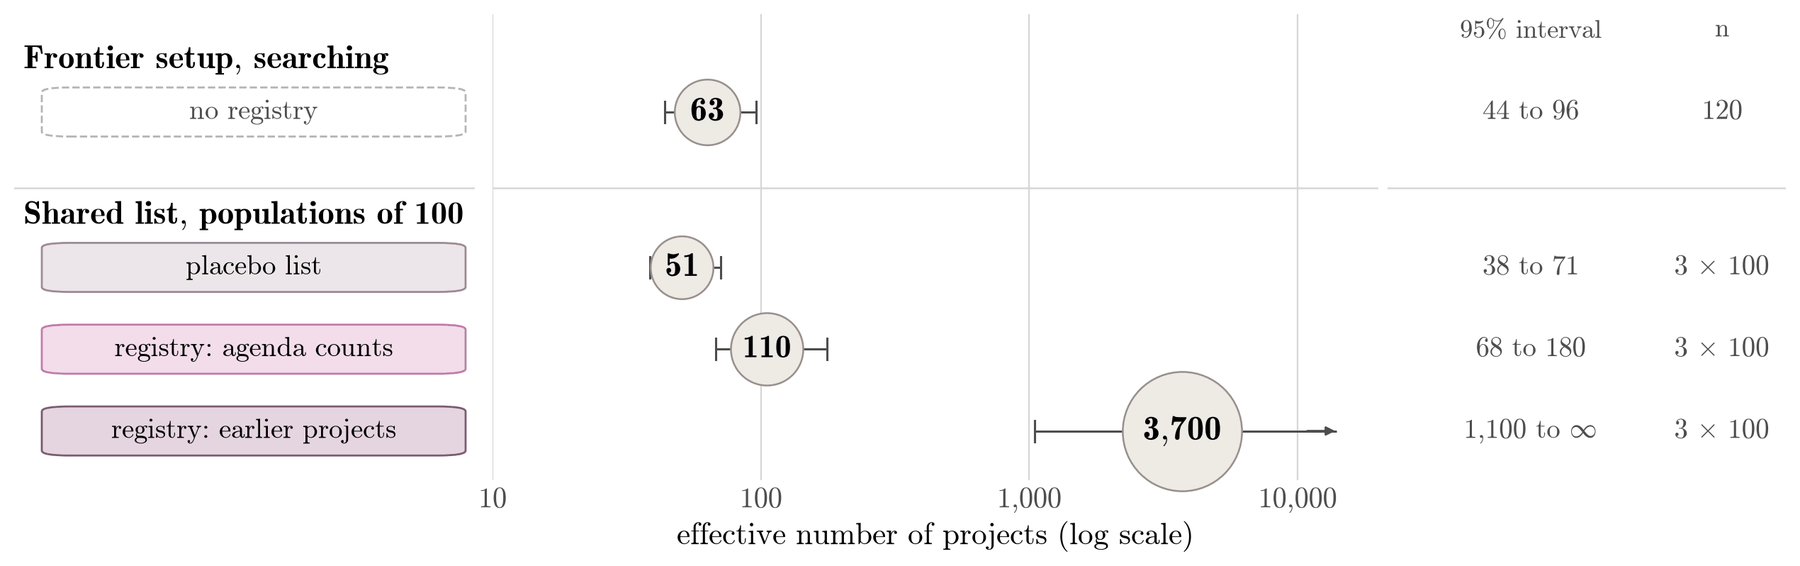 95% interval n
Frontier setup, searching
no registry 63 44 to 96 120
Shared list, populations of 100
placebo list 51 38 to 71 3 × 100
registry: agenda counts 110 68 to 180 3 × 100
registry: earlier projects 3,700 1,100 to ∞ 3 × 100
10 100 1,000 10,000
effective number of projects (log scale)